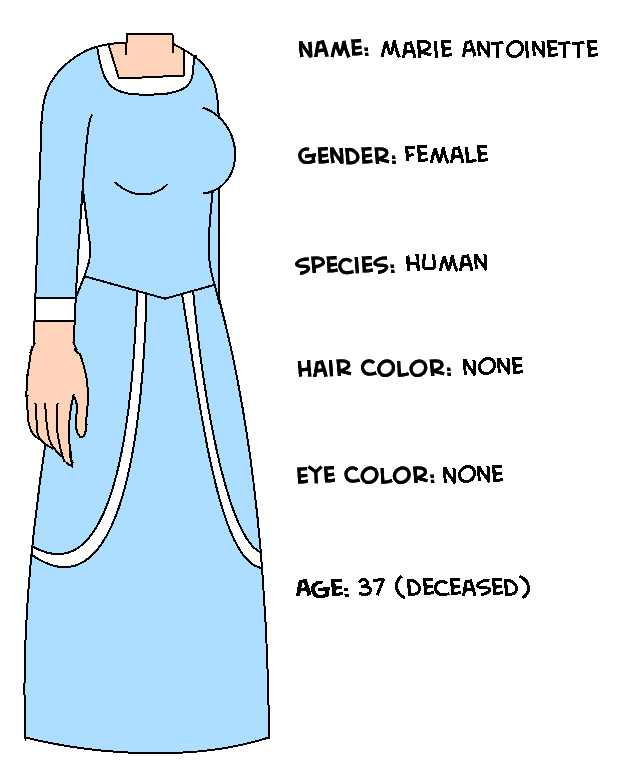 NAME: MARIE ANTOINETTE
GENDER: FEMALE
SPECIES: HUMAN
HAIR COLOR: NONE
EYE COLOR: NONE
AGE: 37 (DECEASED)